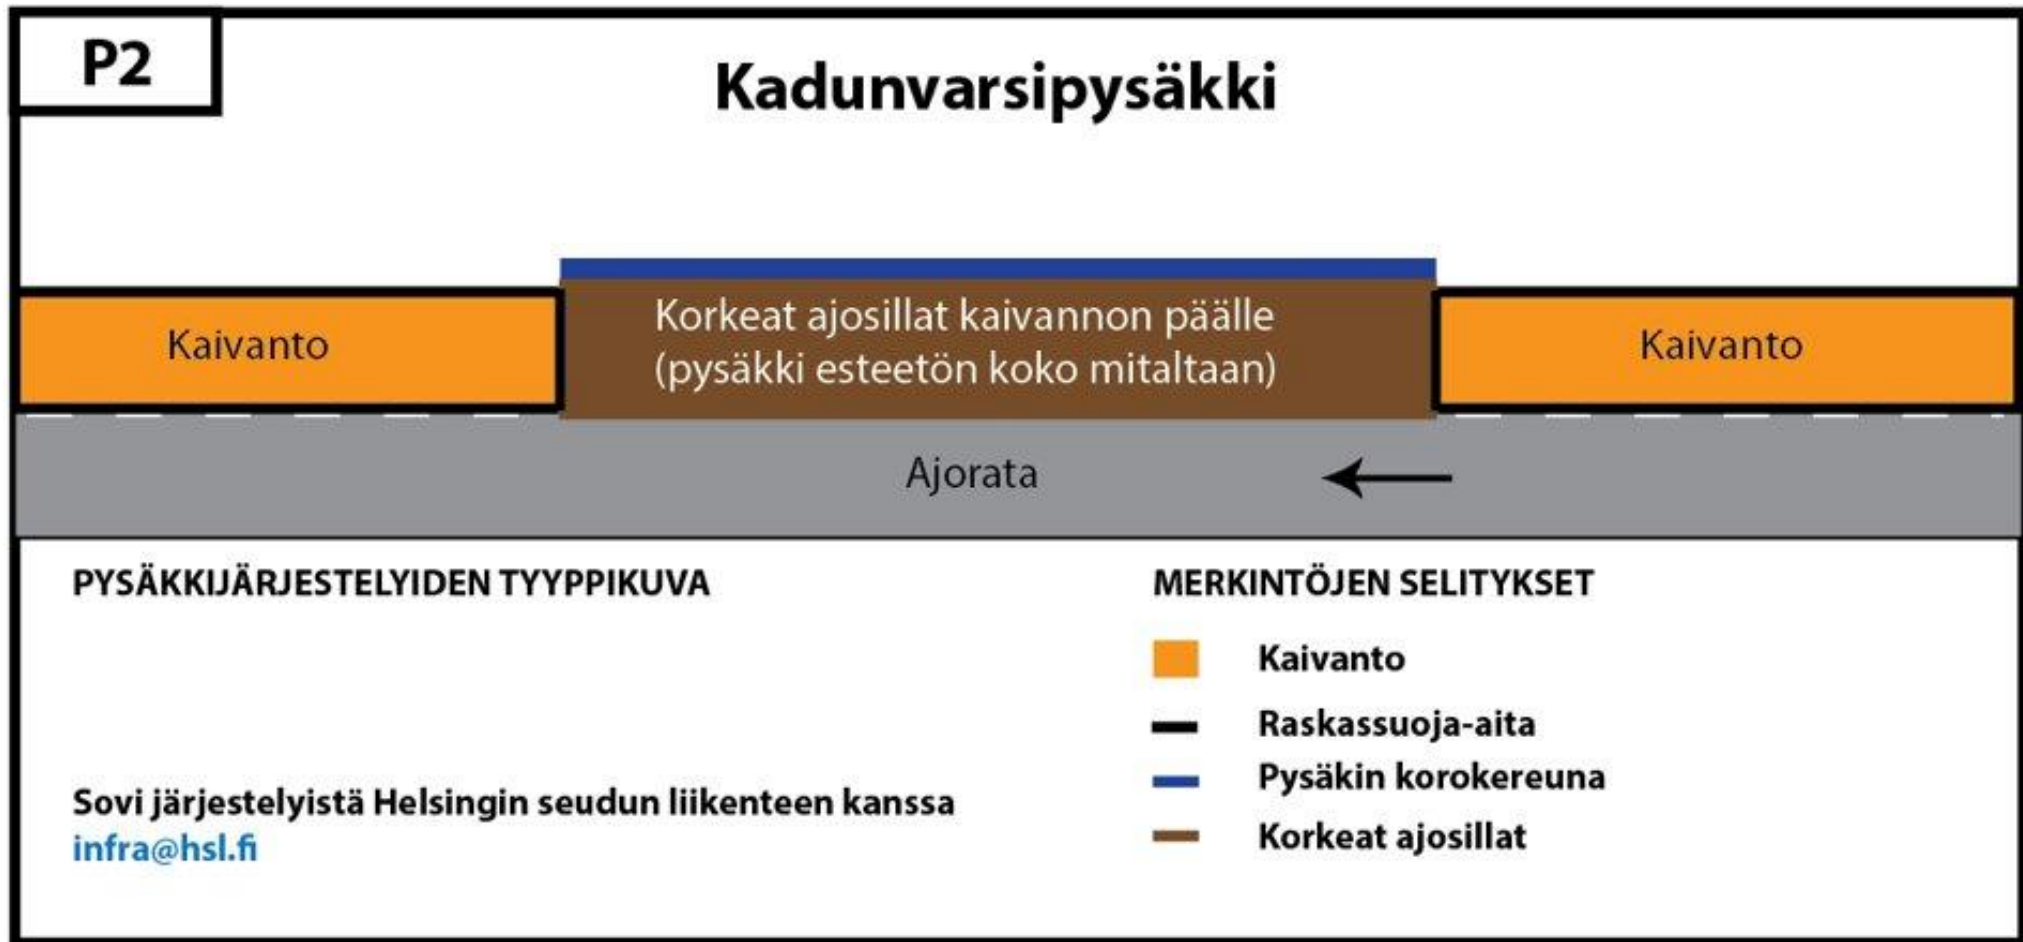 P2
Kadunvarsipysäkki
Kaivanto
Korkeat ajosillat kaivannon päälle
(pysäkki esteetön koko mitaltaan)
Kaivanto
Ajorata
PYSÄKKIJÄRJESTELYIDEN TYYPPIKUVA
Sovi järjestelyistä Helsingin seudun liikenteen kanssa
infra@hsl.fi
MERKINTÖJEN SELITYKSET
Kaivanto
Raskassuoja-aita
Pysäkin korokereuna
Korkeat ajosillat